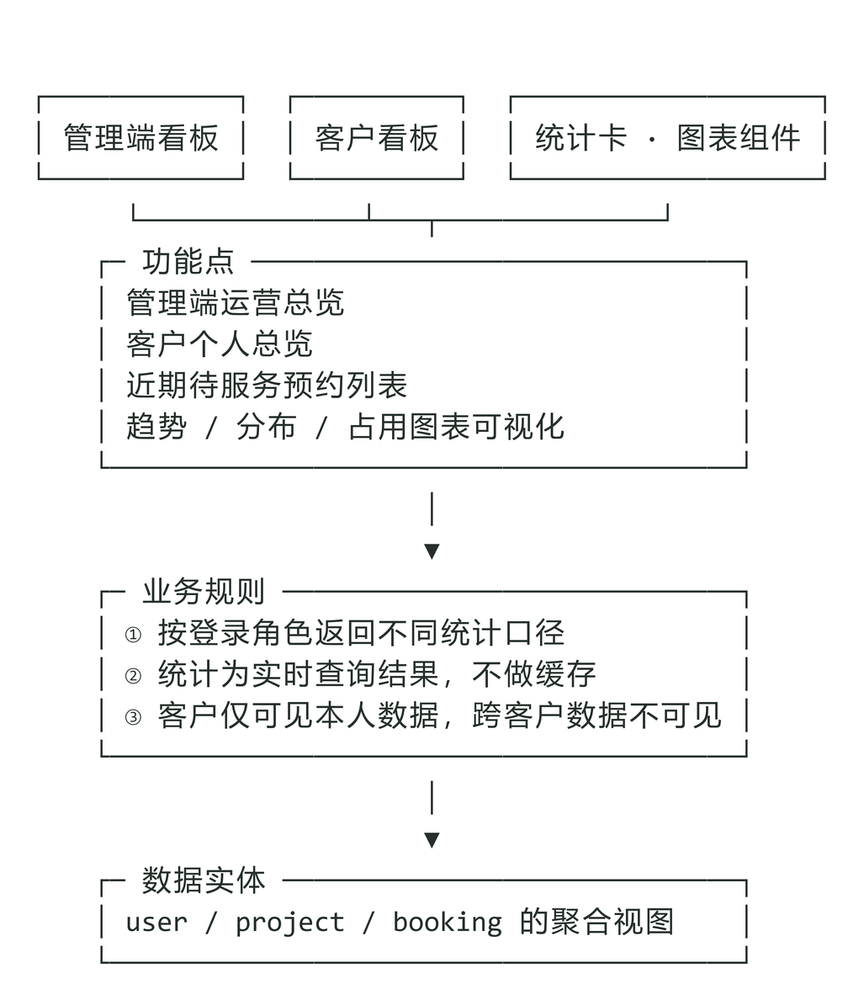 管理端看板 客户看板 统计卡 · 图表组件
功能点
管理端运营总览
客户个人总览
近期待服务预约列表
趋势 / 分布 / 占用图表可视化
业务规则
① 按登录角色返回不同统计口径
② 统计为实时查询结果，不做缓存
③ 客户仅可见本人数据，跨客户数据不可见
数据实体
user / project / booking 的聚合视图